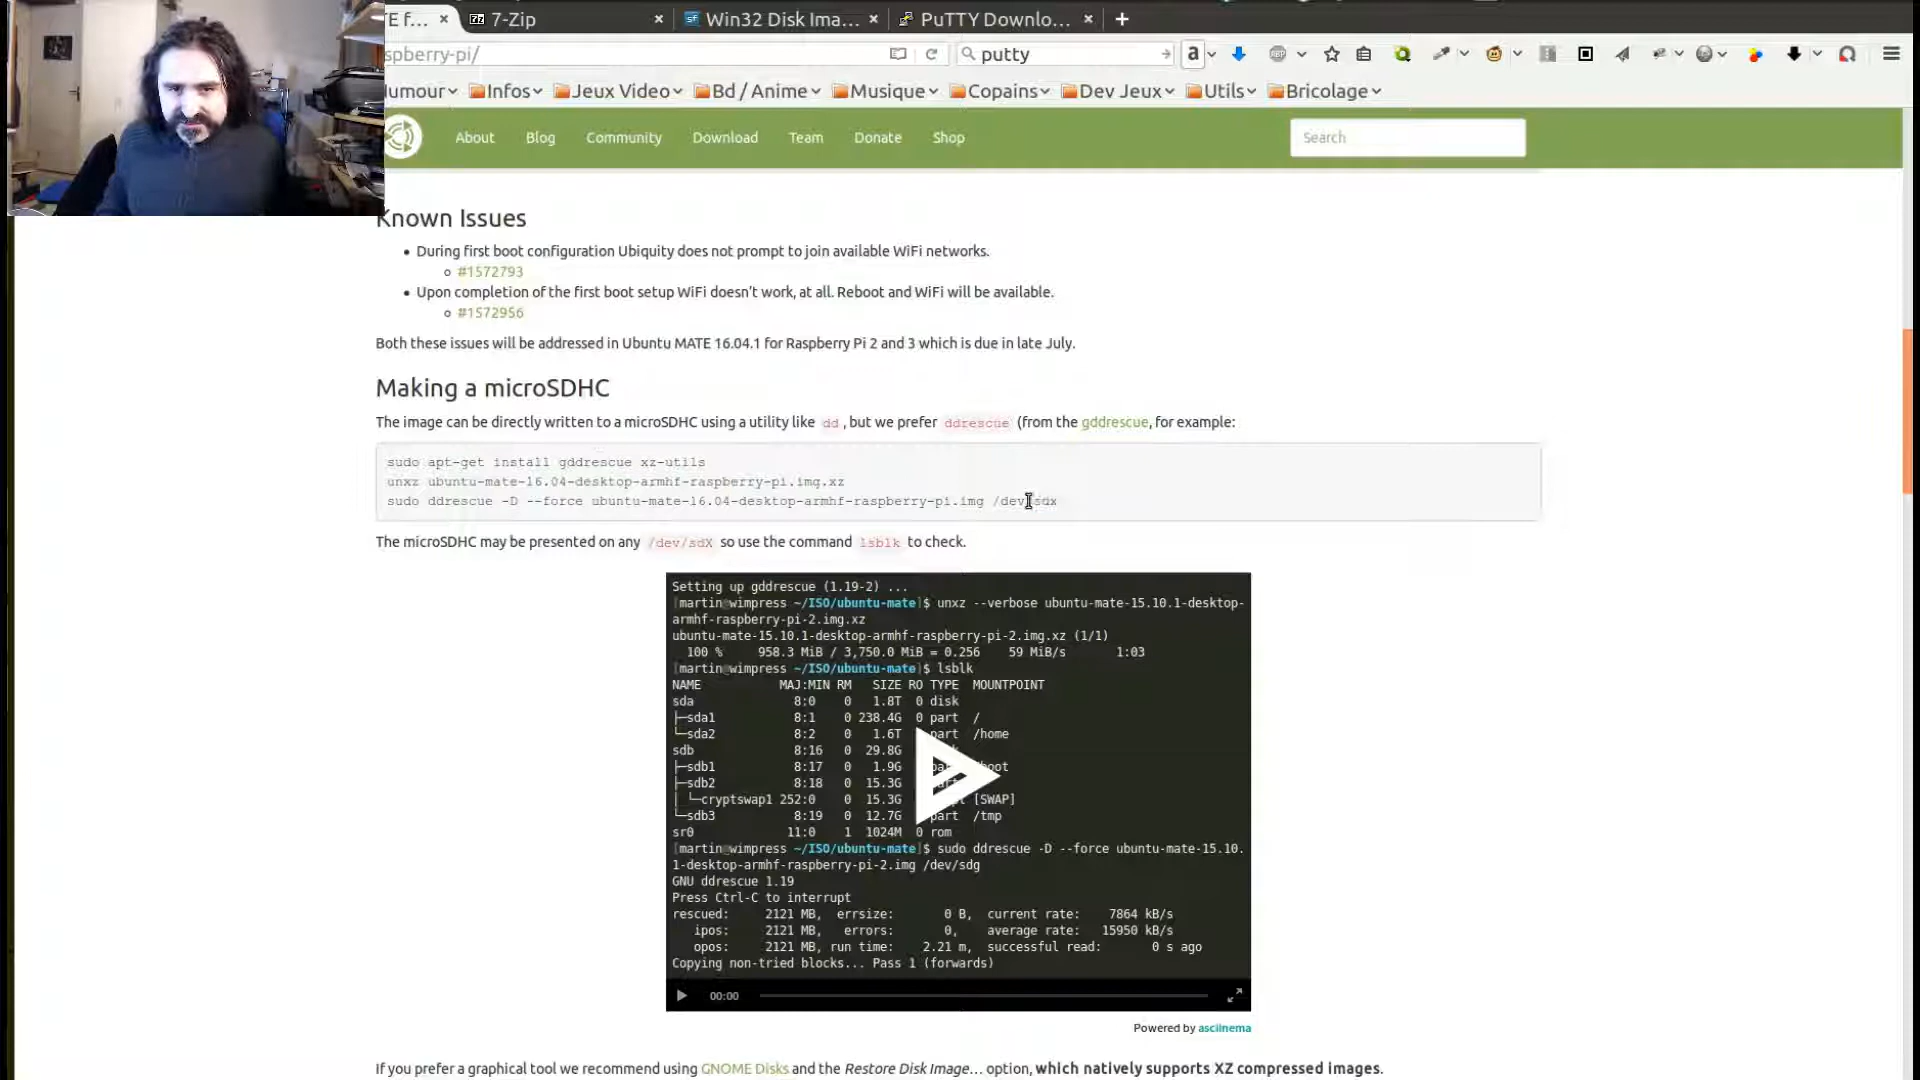 E f... × 7-Zip × Win32 Disk Ima... × PuTTY Downlo... × +
spberry-pi/ putty
umour Infos Jeux Video Bd / Anime Musique Copains Dev Jeux Utils Bricolage
About Blog Community Download Team Donate Shop Search
Known Issues
During first boot configuration Ubiquity does not prompt to join available WiFi networks.
#1572793
Upon completion of the first boot setup WiFi doesn't work, at all. Reboot and WiFi will be available.
#1572956
Both these issues will be addressed in Ubuntu MATE 16.04.1 for Raspberry Pi 2 and 3 which is due in late July.
Making a microSDHC
The image can be directly written to a microSDHC using a utility like dd , but we prefer ddrescue (from the gddrescue, for example:
sudo apt-get install gddrescue xz-utils
unxz ubuntu-mate-16.04-desktop-armhf-raspberry-pi.img.xz
sudo ddrescue -D --force ubuntu-mate-16.04-desktop-armhf-raspberry-pi.img /dev/sdx
The microSDHC may be presented on any /dev/sdX so use the command lsblk to check.
Setting up gddrescue (1.19-2) ...
[martin@wimpress ~/ISO/ubuntu-mate]$ unxz --verbose ubuntu-mate-15.10.1-desktop-
armhf-raspberry-pi-2.img.xz
ubuntu-mate-15.10.1-desktop-armhf-raspberry-pi-2.img.xz (1/1)
100 % 958.3 MiB / 3,750.0 MiB = 0.256 59 MiB/s 1:03
[martin@wimpress ~/ISO/ubuntu-mate]$ lsblk
NAME MAJ:MIN RM SIZE RO TYPE MOUNTPOINT
sda 8:0 0 1.8T 0 disk
├─sda1 8:1 0 238.4G 0 part /
└─sda2 8:2 0 1.6T part /home
sdb 8:16 0 29.8G
├─sdb1 8:17 0 1.9G
├─sdb2 8:18 0 15.3G
│ └─cryptswap1 252:0 0 15.3G [SWAP]
└─sdb3 8:19 0 12.7G part /tmp
sr0 11:0 1 1024M 0 rom
[martin@wimpress ~/ISO/ubuntu-mate]$ sudo ddrescue -D --force ubuntu-mate-15.10.
1-desktop-armhf-raspberry-pi-2.img /dev/sdg
GNU ddrescue 1.19
Press Ctrl-C to interrupt
rescued: 2121 MB, errsize: 0 B, current rate: 7864 kB/s
ipos: 2121 MB, errors: 0, average rate: 15950 kB/s
opos: 2121 MB, run time: 2.21 m, successful read: 0 s ago
Copying non-tried blocks... Pass 1 (forwards)
00:00
Powered by asciinema
If you prefer a graphical tool we recommend using GNOME Disks and the Restore Disk Image... option, which natively supports XZ compressed images.